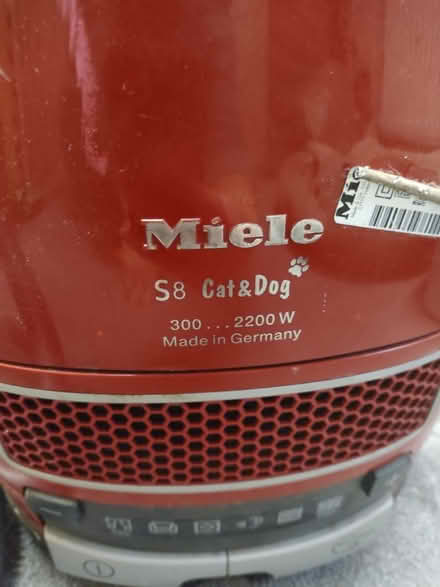 Miele
S8 Cat&Dog
300...2200 W
Made in Germany